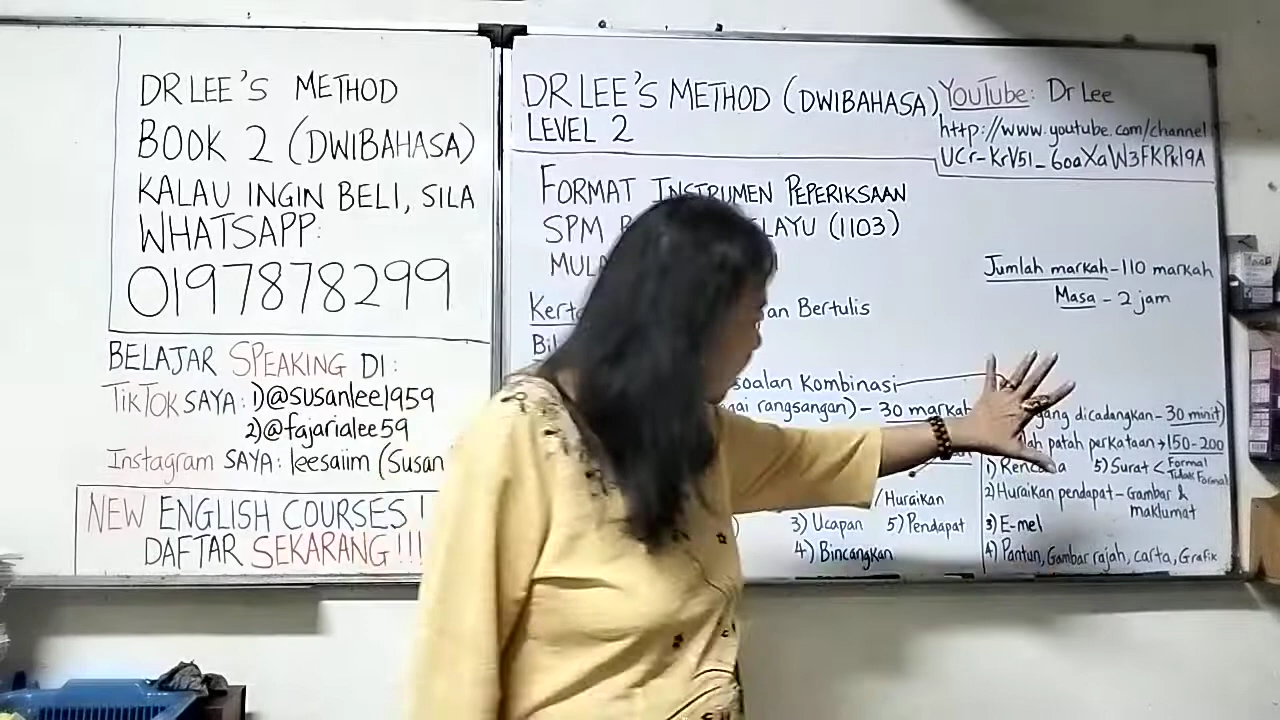 DR LEE'S METHOD
BOOK 2 (DWIBAHASA)
KALAU INGIN BELI, SILA
WHATSAPP:
0197878299
BELAJAR SPEAKING DI:
TikTok SAYA: 1)@susanlee1959
2)@fajarialee59
Instagram SAYA: leesaiim (Susan
NEW ENGLISH COURSES !
DAFTAR SEKARANG!!!
DR LEE'S METHOD (DWIBAHASA)
LEVEL 2
YouTube: Dr Lee
http://www.youtube.com/channel
UCr-KrV51_6oaXaW3FKPkl9A
FORMAT INSTRUMEN PEPERIKSAAN
SPM LAYU (1103)
Jumlah markah-110 markah
Masa - 2 jam
an Bertulis
soalan Kombinasi
gai rangsangan) - 30 markah
/Huraikan
3) Ucapan 5) Pendapat
4) Bincangkan
ang dicadangkan - 30 minit)
patah perkataan → 150-200
1) Rencana 5) Surat < Formal
Tidak Formal
2) Huraikan pendapat - Gambar &
maklumat
3) E-mel
4) Pantun, Gambar rajah, carta, Grafik